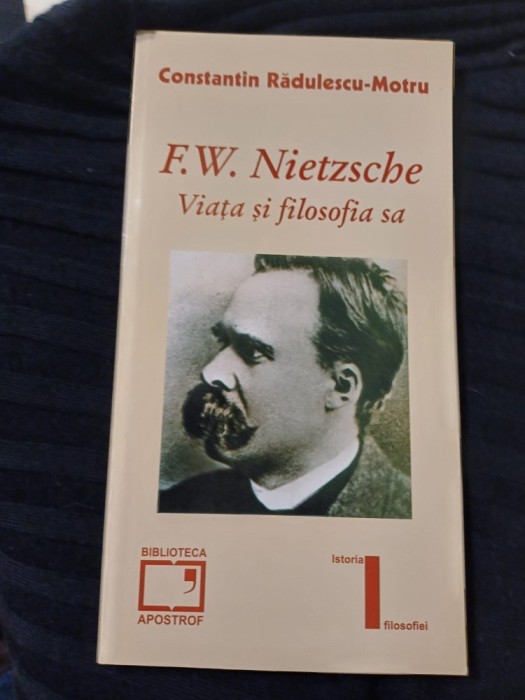 Constantin Rădulescu-Motru
F.W. Nietzsche
Viața și filosofia sa
BIBLIOTECA
APOSTROF
Istoria
filosofiei